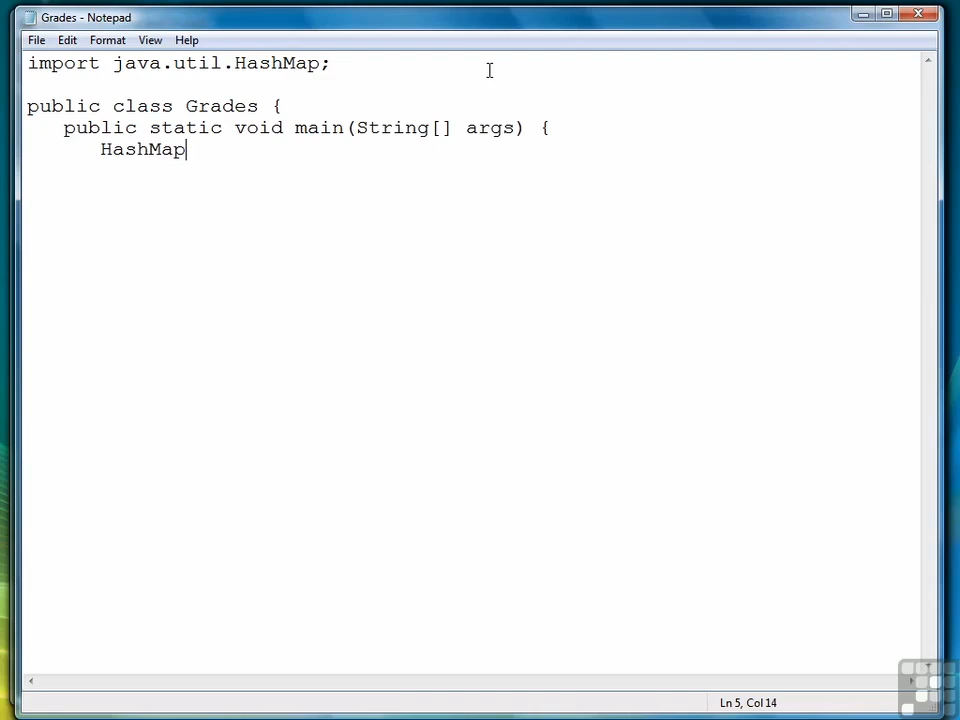 Grades - Notepad
File Edit Format View Help
import java.util.HashMap;
public class Grades {
public static void main(String[] args) {
HashMap
Ln 5, Col 14